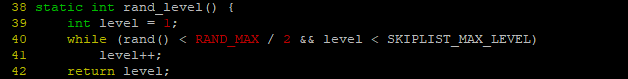 38 static int rand_level() {
39     int level = 1;
40     while (rand() < RAND_MAX / 2 && level < SKIPLIST_MAX_LEVEL)
41         level++;
42     return level;